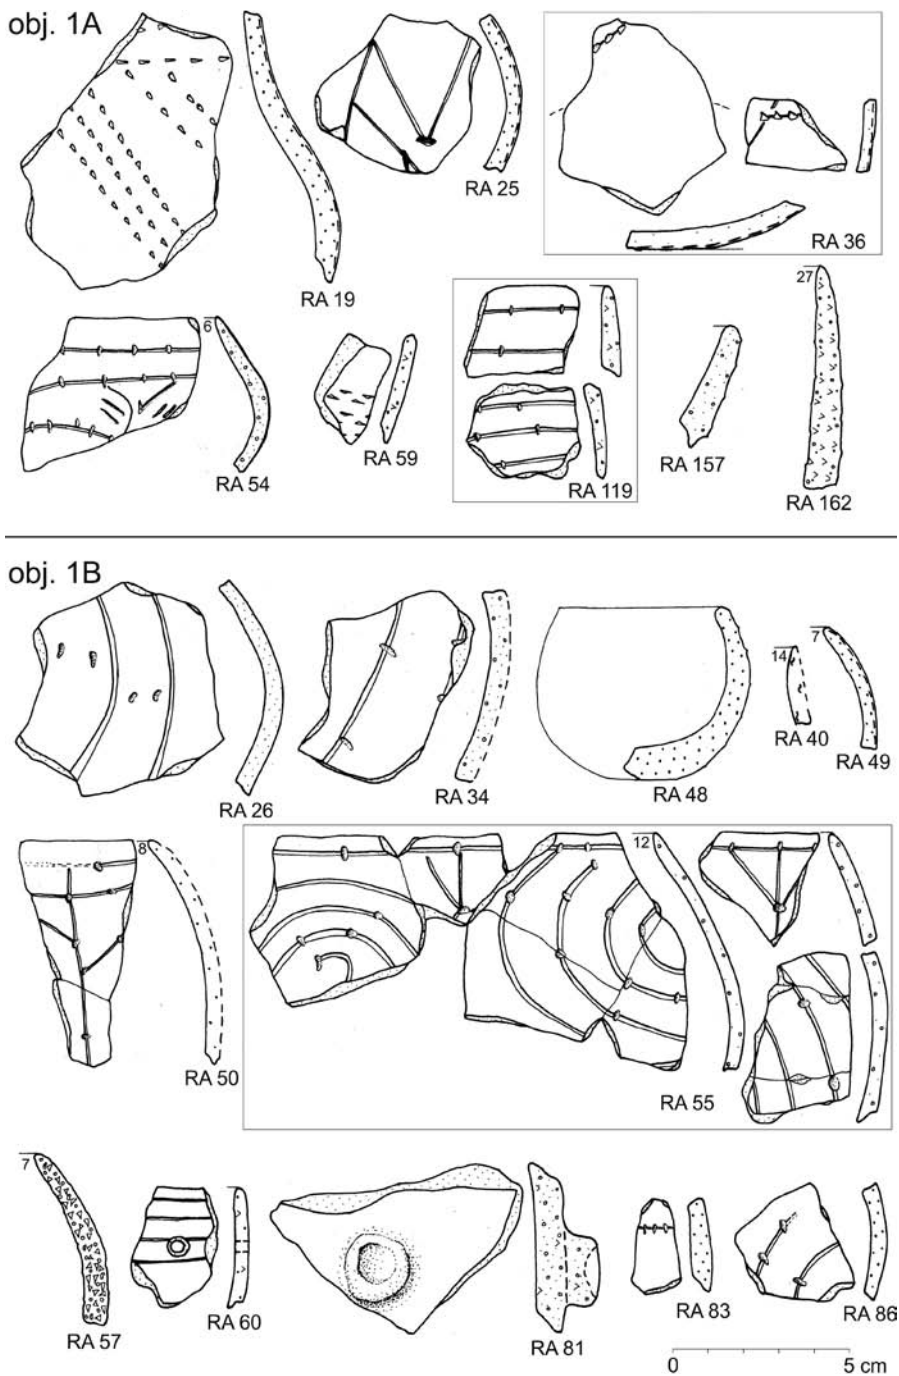 obj. 1A
RA 19
RA 25
RA 36
6
RA 54
RA 59
RA 119
RA 157
27
RA 162
obj. 1B
RA 26
RA 34
RA 48
14
RA 40
7
RA 49
8
RA 50
12
RA 55
7
RA 57
RA 60
RA 81
RA 83
RA 86
0 5 cm